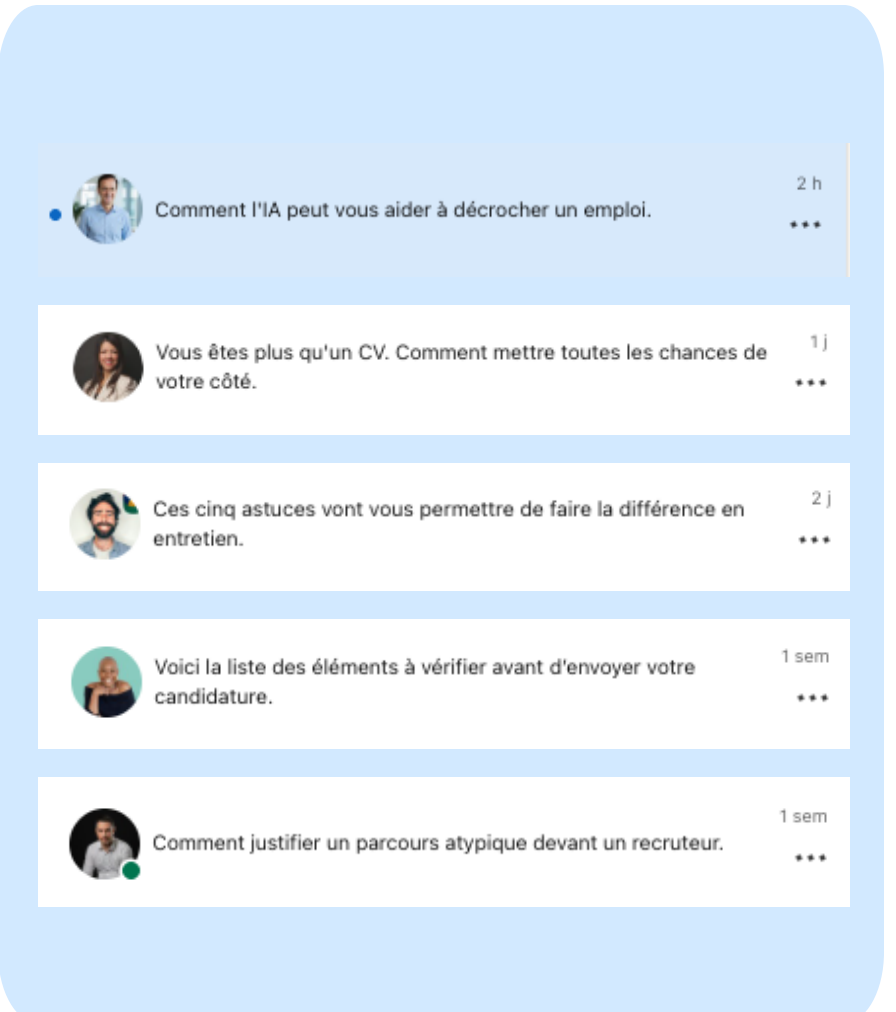 2 h
Comment l'IA peut vous aider à décrocher un emploi.
1 j
Vous êtes plus qu'un CV. Comment mettre toutes les chances de
votre côté.
2 j
Ces cinq astuces vont vous permettre de faire la différence en
entretien.
1 sem
Voici la liste des éléments à vérifier avant d'envoyer votre
candidature.
1 sem
Comment justifier un parcours atypique devant un recruteur.